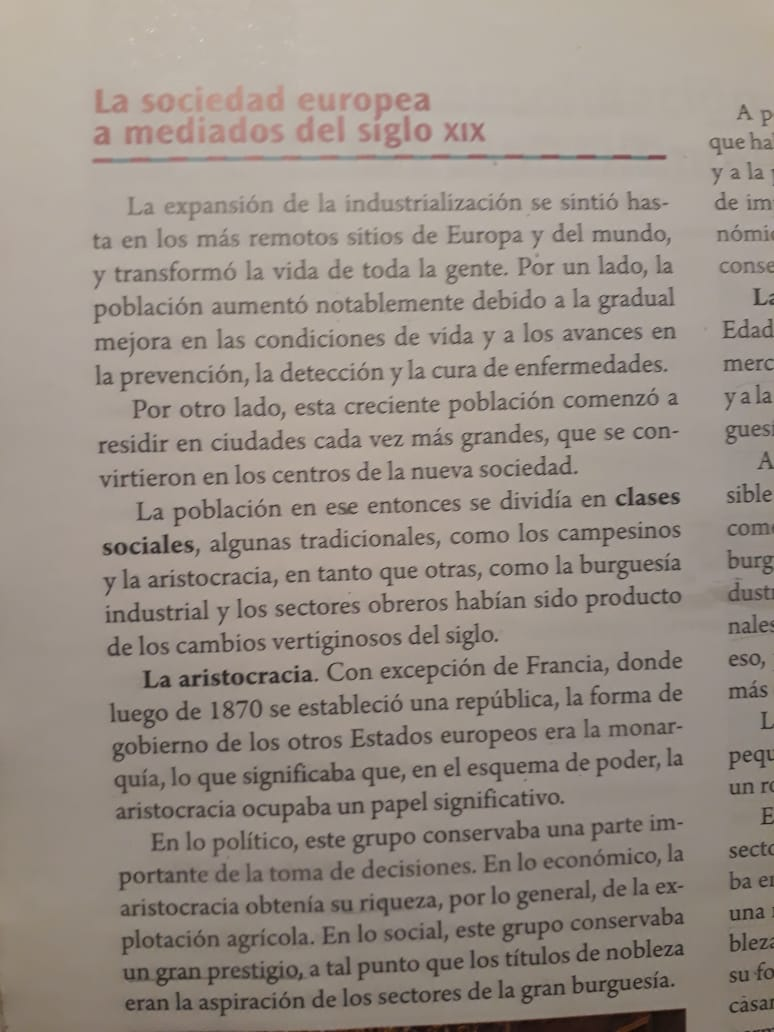 La sociedad europea
a mediados del siglo XIX
La expansión de la industrialización se sintió has-
ta en los más remotos sitios de Europa y del mundo,
y transformó la vida de toda la gente. Por un lado, la
población aumentó notablemente debido a la gradual
mejora en las condiciones de vida y a los avances en
la prevención, la detección y la cura de enfermedades.
Por otro lado, esta creciente población comenzó a
residir en ciudades cada vez más grandes, que se con-
virtieron en los centros de la nueva sociedad.
La población en ese entonces se dividía en clases
sociales, algunas tradicionales, como los campesinos
y la aristocracia, en tanto que otras, como la burguesía
industrial y los sectores obreros habían sido producto
de los cambios vertiginosos del siglo.
La aristocracia. Con excepción de Francia, donde
luego de 1870 se estableció una república, la forma de
gobierno de los otros Estados europeos era la monar-
quía, lo que significaba que, en el esquema de poder, la
aristocracia ocupaba un papel significativo.
En lo político, este grupo conservaba una parte im-
portante de la toma de decisiones. En lo económico, la
aristocracia obtenía su riqueza, por lo general, de la ex-
plotación agrícola. En lo social, este grupo conservaba
un gran prestigio, a tal punto que los títulos de nobleza
eran la aspiración de los sectores de la gran burguesía.
A p
que ha
y a la
de im
nómi
conse
La
Edad
merc
y a la
guesí
A
sible
com
burg
dust
nales
eso,
más
L
pequ
un r
E
secto
ba en
una
bleza
su fo
casar